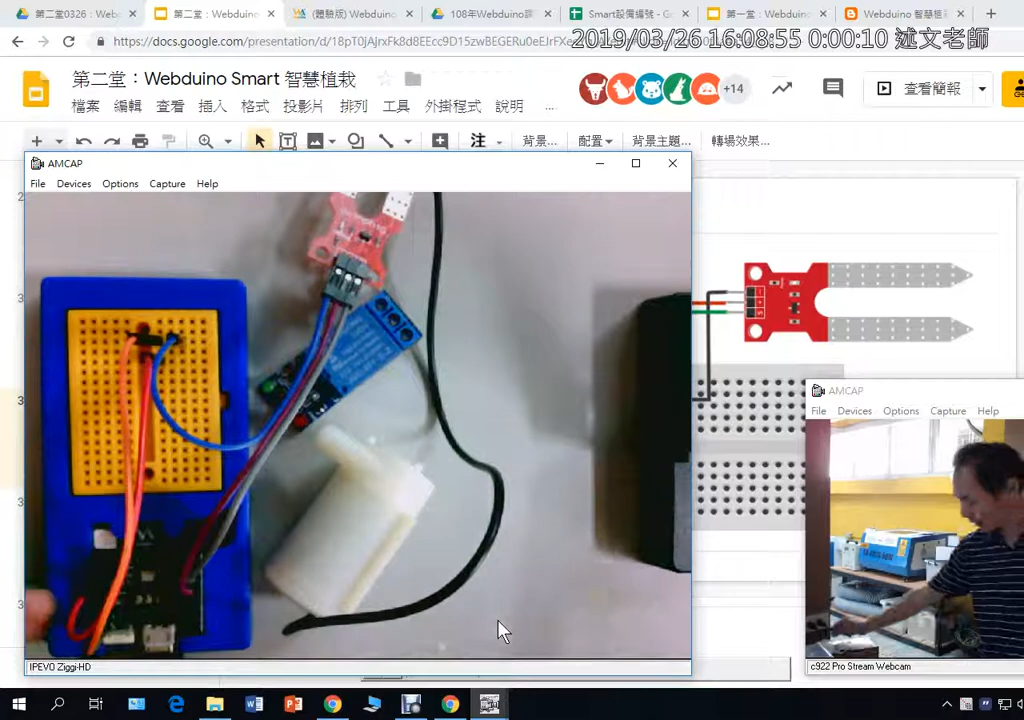 第二堂0326：Webdu
第二堂：Webduino
(體驗版) Webduino
108年Webduino課
Smart設備編號 - G
第一堂：Webduino
Webduino 智慧植
https://docs.google.com/presentation/d/18pT0jAJrxFk8d8EEcc9D15zwBEGERu0eEJrFX
2019/03/26 16:08:55 0:00:10 述文老師
第二堂：Webduino Smart 智慧植栽
+14
查看簡報
檔案 編輯 查看 插入 格式 投影片 排列 工具 外掛程式 說明 ...
注 背景... 配置 背景主題... 轉場效果...
AMCAP
File Devices Options Capture Help
AMCAP
File Devices Options Capture Help
IPEVO Ziggi-HD
c922 Pro Stream Webcam